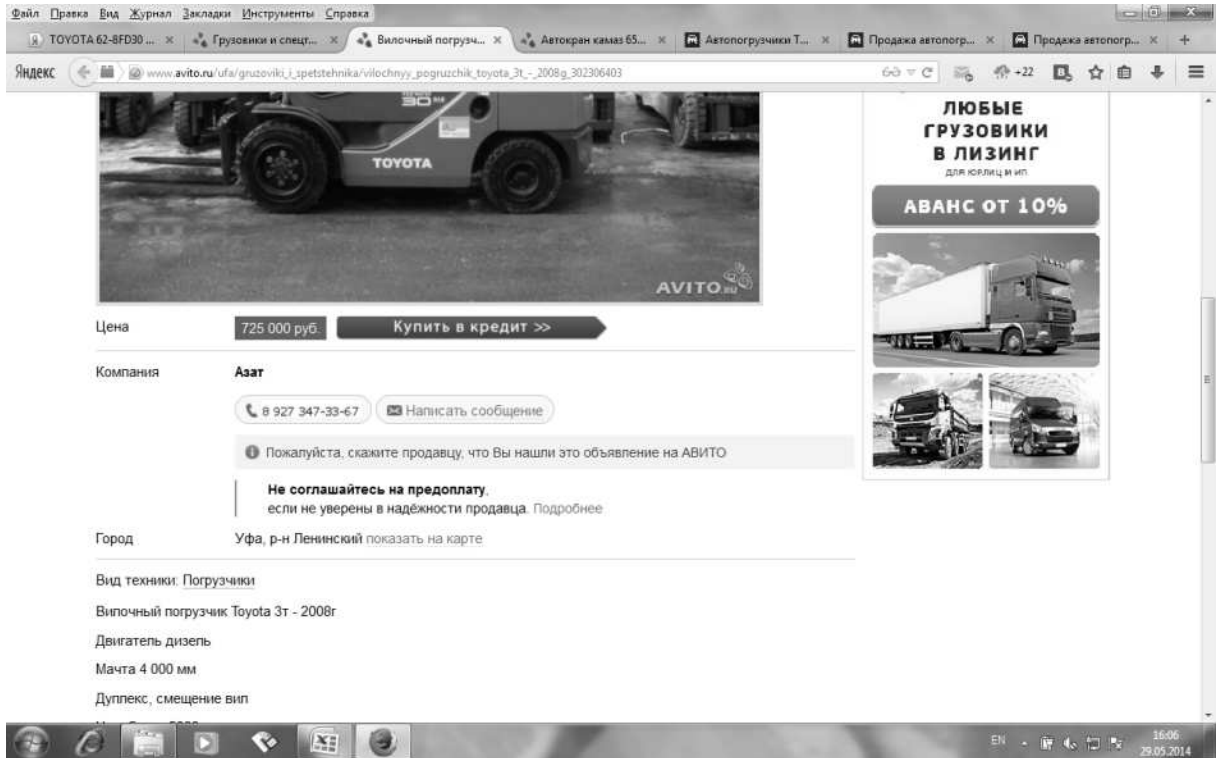 Файл Правка Вид Журнал Закладки Инструменты Справка
TOYOTA 62-8FD30 ... × Грузовики и спецт... × Вилочный погрузч... × Автокран камаз 65... × Автопогрузчики Т... × Продажа автопогр... × Продажа автопогр... × +
Яндекс www.avito.ru/ufa/gruzoviki_i_spetstehnika/vilochnyy_pogruzchik_toyota_3t_-_2008g_302306403 +22
30
TOYOTA
AVITO.ru
ЛЮБЫЕ
ГРУЗОВИКИ
В ЛИЗИНГ
ДЛЯ ЮРЛИЦ И ИП
АВАНС ОТ 10%
Цена 725 000 руб. Купить в кредит >>
Компания Азат
8 927 347-33-67 Написать сообщение
Пожалуйста, скажите продавцу, что Вы нашли это объявление на АВИТО
Не соглашайтесь на предоплату,
если не уверены в надёжности продавца. Подробнее
Город Уфа, р-н Ленинский показать на карте
Вид техники: Погрузчики
Вилочный погрузчик Toyota 3т - 2008г
Двигатель дизель
Мачта 4 000 мм
Дуплекс, смещение вил
EN 16:06
29.05.2014